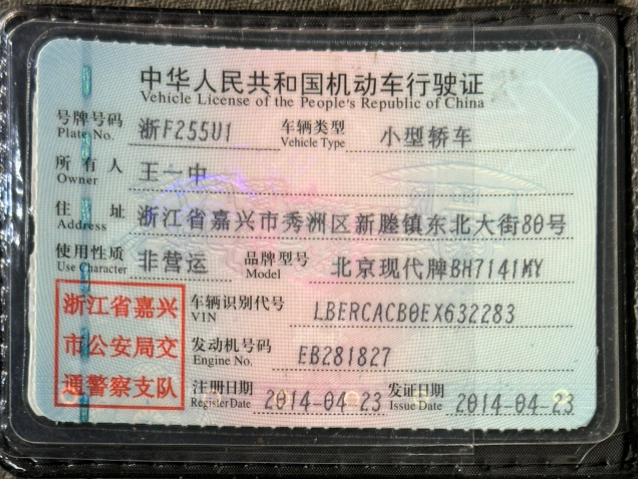 中华人民共和国机动车行驶证
Vehicle License of the People's Republic of China
号牌号码 浙F255U1 车辆类型 小型轿车
Plate No. Vehicle Type
所有人 王一中
Owner
住址 浙江省嘉兴市秀洲区新塍镇东北大街80号
Address
使用性质 非营运 品牌型号 北京现代牌BH7141MY
Use Character Model
浙江省嘉兴
市公安局交
通警察支队
车辆识别代号 LBERCACB0EX632283
VIN
发动机号码 EB281827
Engine No.
注册日期 2014-04-23 发证日期 2014-04-23
Register Date Issue Date